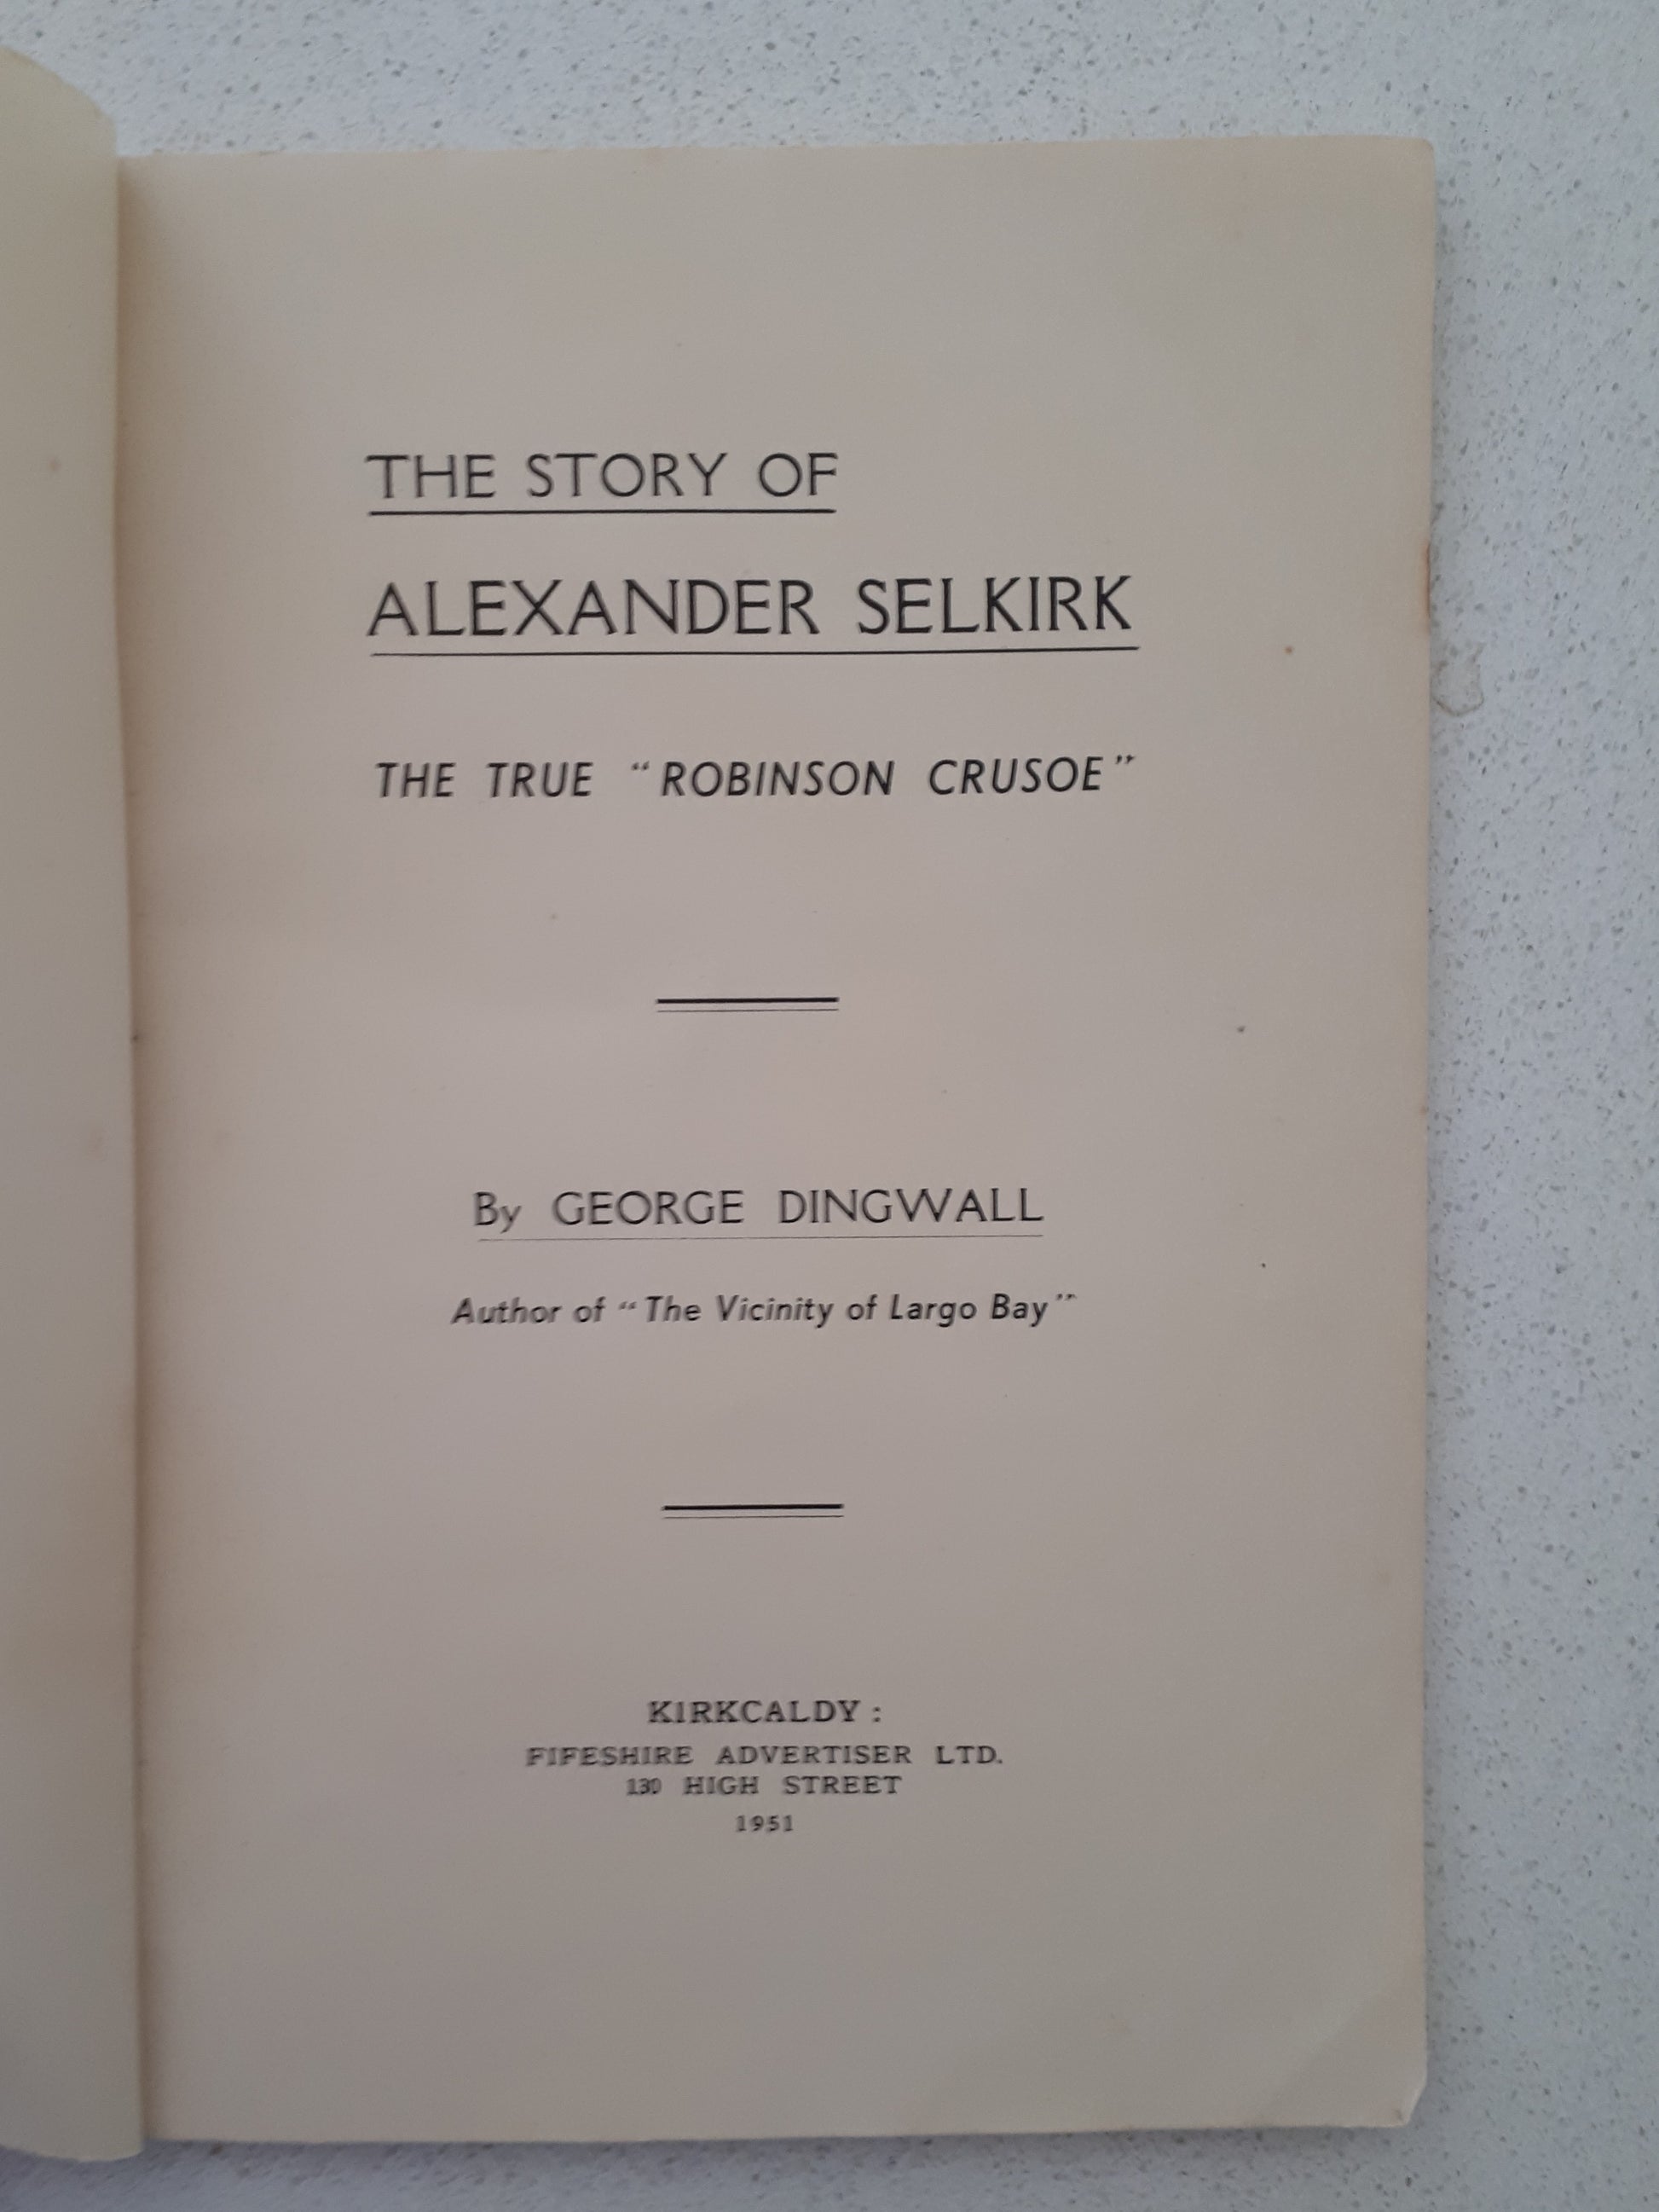 THE STORY OF
ALEXANDER SELKIRK
THE TRUE “ROBINSON CRUSOE”
By GEORGE DINGWALL
Author of “The Vicinity of Largo Bay”
KIRKCALDY :
FIFESHIRE ADVERTISER LTD.
130 HIGH STREET
1951